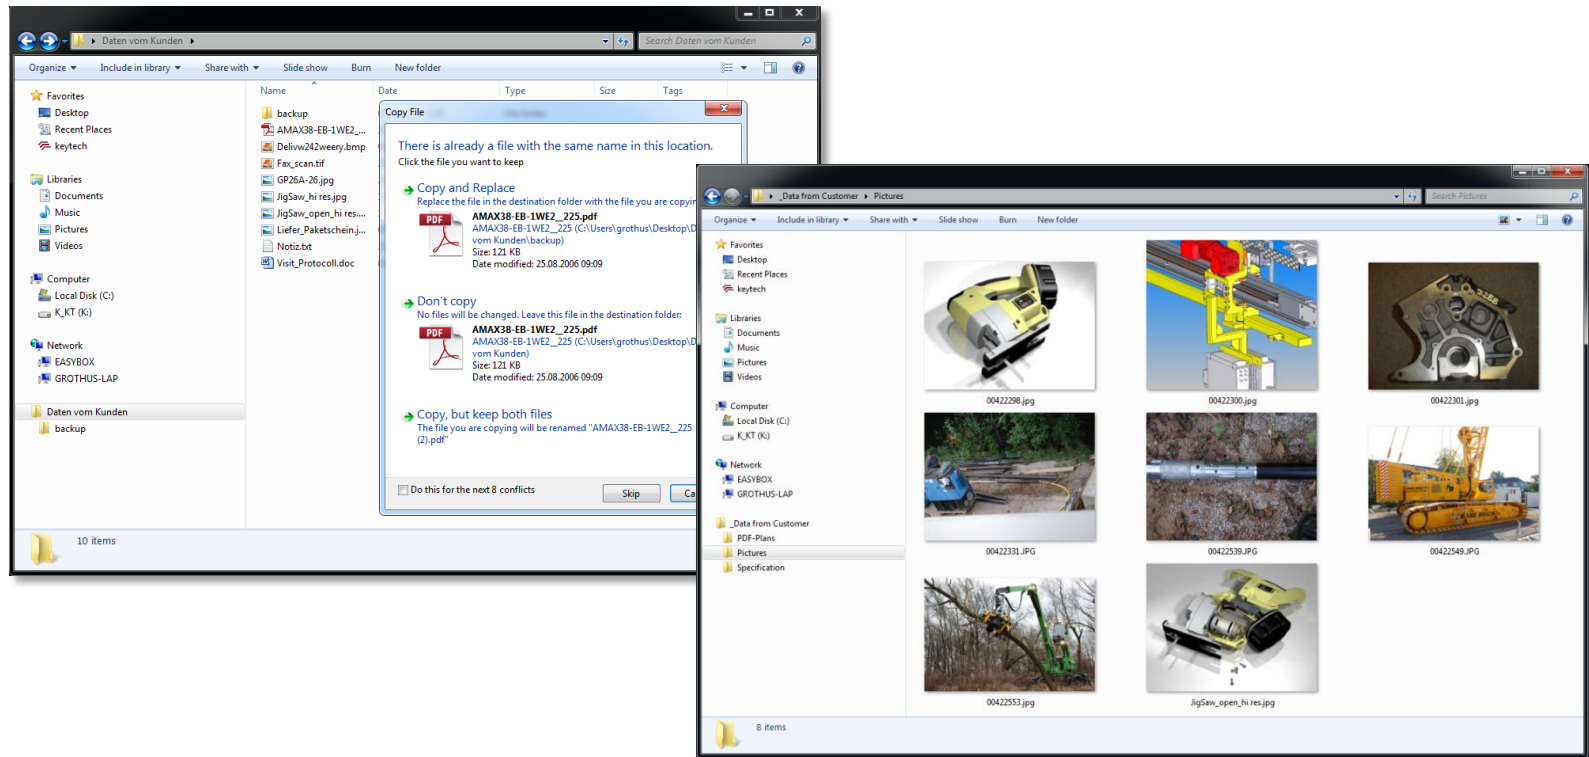 Daten vom Kunden
Search Daten vom Kunden
Organize
Include in library
Share with
Slide show
Burn
New folder
Favorites
Desktop
Recent Places
keytech
Libraries
Documents
Music
Pictures
Videos
Computer
Local Disk (C:)
K_KT (K:)
Network
EASYBOX
GROTHUS-LAP
Daten vom Kunden
backup
Name
Date
Type
Size
Tags
backup
AMAX38-EB-1WE2_...
Delivw242weery.bmp
Fax_scan.tif
GP26A-26.jpg
JigSaw_hi res.jpg
JigSaw_open_hi res....
Liefer_Paketschein.j...
Notiz.txt
Visit_Protocoll.doc
10 items
Copy File
There is already a file with the same name in this location.
Click the file you want to keep
Copy and Replace
Replace the file in the destination folder with the file you are copyin
PDF
AMAX38-EB-1WE2__225.pdf
AMAX38-EB-1WE2__225 (C:\Users\grothus\Desktop\D
vom Kunden\backup)
Size: 121 KB
Date modified: 25.08.2006 09:09
Don't copy
No files will be changed. Leave this file in the destination folder:
PDF
AMAX38-EB-1WE2__225.pdf
AMAX38-EB-1WE2__225 (C:\Users\grothus\Desktop\D
vom Kunden)
Size: 121 KB
Date modified: 25.08.2006 09:09
Copy, but keep both files
The file you are copying will be renamed "AMAX38-EB-1WE2__225
(2).pdf"
Do this for the next 8 conflicts
Skip
Ca
_Data from Customer
Pictures
Search Pictures
Organize
Include in library
Share with
Slide show
Burn
New folder
Favorites
Desktop
Recent Places
keytech
Libraries
Documents
Music
Pictures
Videos
Computer
Local Disk (C:)
K_KT (K:)
Network
EASYBOX
GROTHUS-LAP
_Data from Customer
PDF-Plans
Pictures
Specification
00422298.jpg
00422300.jpg
00422301.jpg
00422331.JPG
00422539.JPG
00422549.JPG
00422553.jpg
JigSaw_open_hi res.jpg
8 items